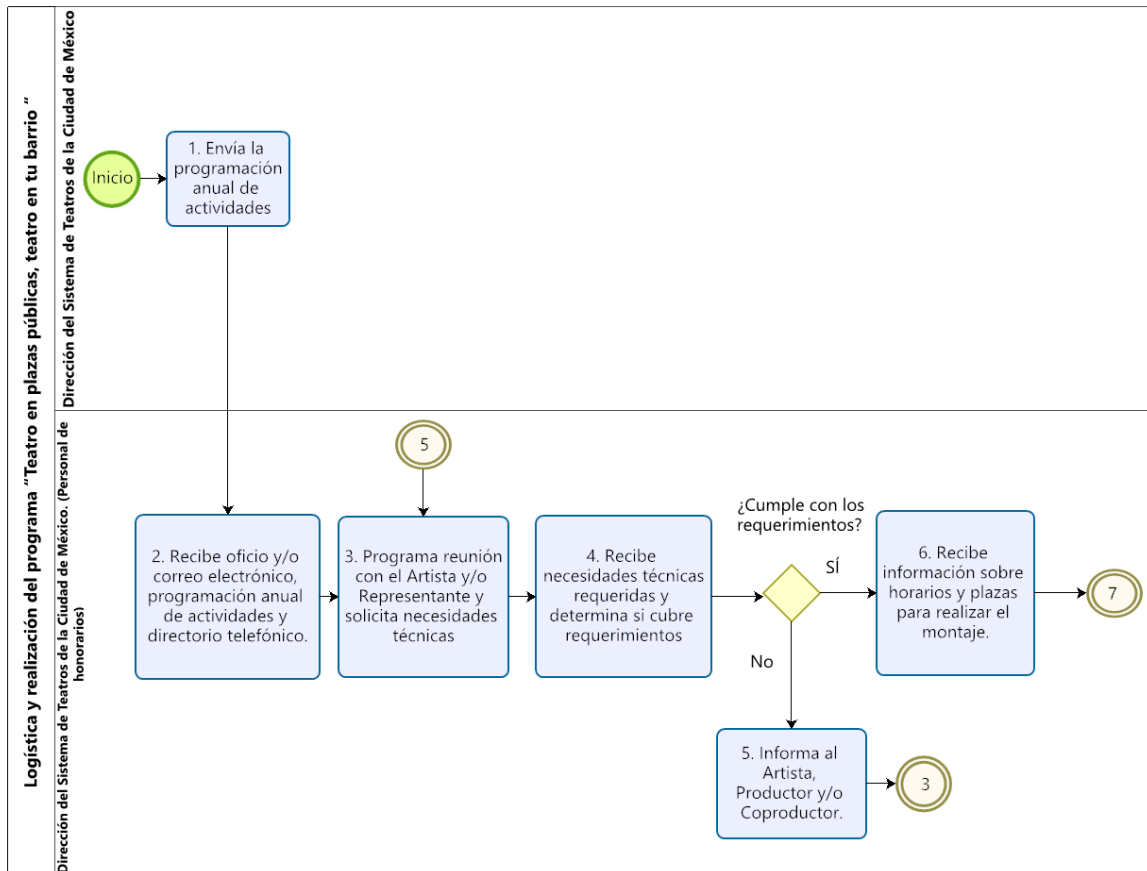 Logística y realización del programa “Teatro en plazas públicas, teatro en tu barrio “
Dirección del Sistema de Teatros de la Ciudad de México
Inicio
1. Envía la
programación
anual de
actividades
Dirección del Sistema de Teatros de la Ciudad de México. (Personal de
honorarios)
5
2. Recibe oficio y/o
correo electrónico,
programación anual
de actividades y
directorio telefónico.
3. Programa reunión
con el Artista y/o
Representante y
solicita necesidades
técnicas
4. Recibe
necesidades técnicas
requeridas y
determina si cubre
requerimientos
¿Cumple con los
requerimientos?
SÍ
No
6. Recibe
información sobre
horarios y plazas
para realizar el
montaje.
7
5. Informa al
Artista,
Productor y/o
Coproductor.
3